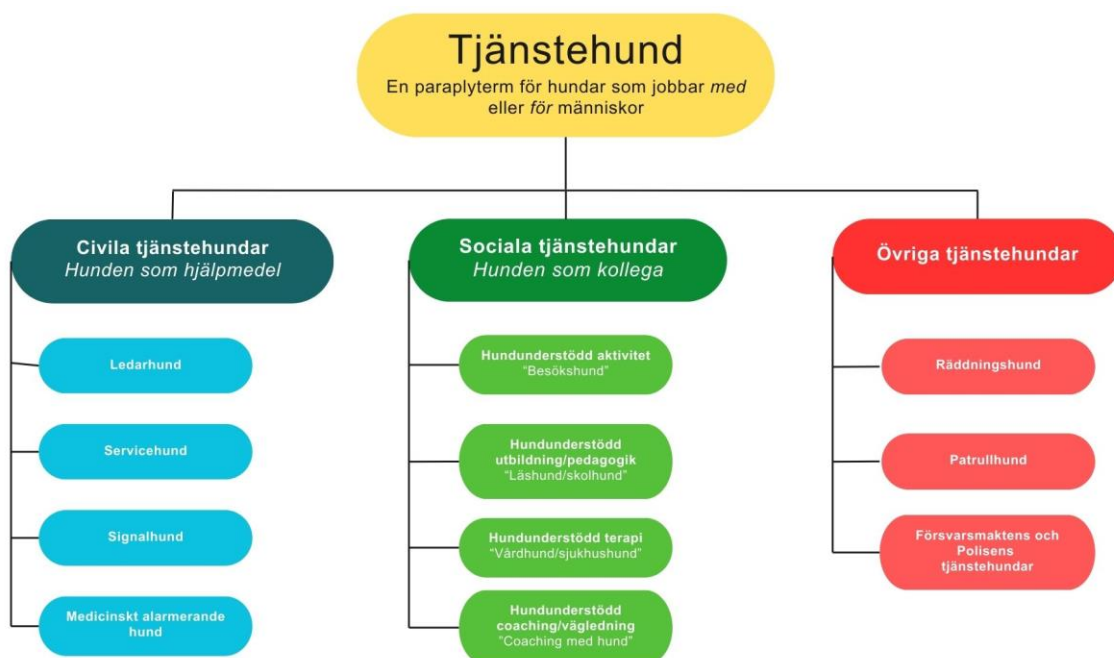 Tjänstehund
En paraplyterm för hundar som jobbar med
eller för människor
Civila tjänstehundar
Hunden som hjälpmedel
Ledarhund
Servicehund
Signalhund
Medicinskt alarmerande
hund
Sociala tjänstehundar
Hunden som kollega
Hundunderstödd aktivitet
"Besökshund"
Hundunderstödd
utbildning/pedagogik
"Läshund/skolhund"
Hundunderstödd terapi
"Vårdhund/sjukhushund"
Hundunderstödd
coaching/vägledning
"Coaching med hund"
Övriga tjänstehundar
Räddningshund
Patrullhund
Försvarsmaktens och
Polisens
tjänstehundar